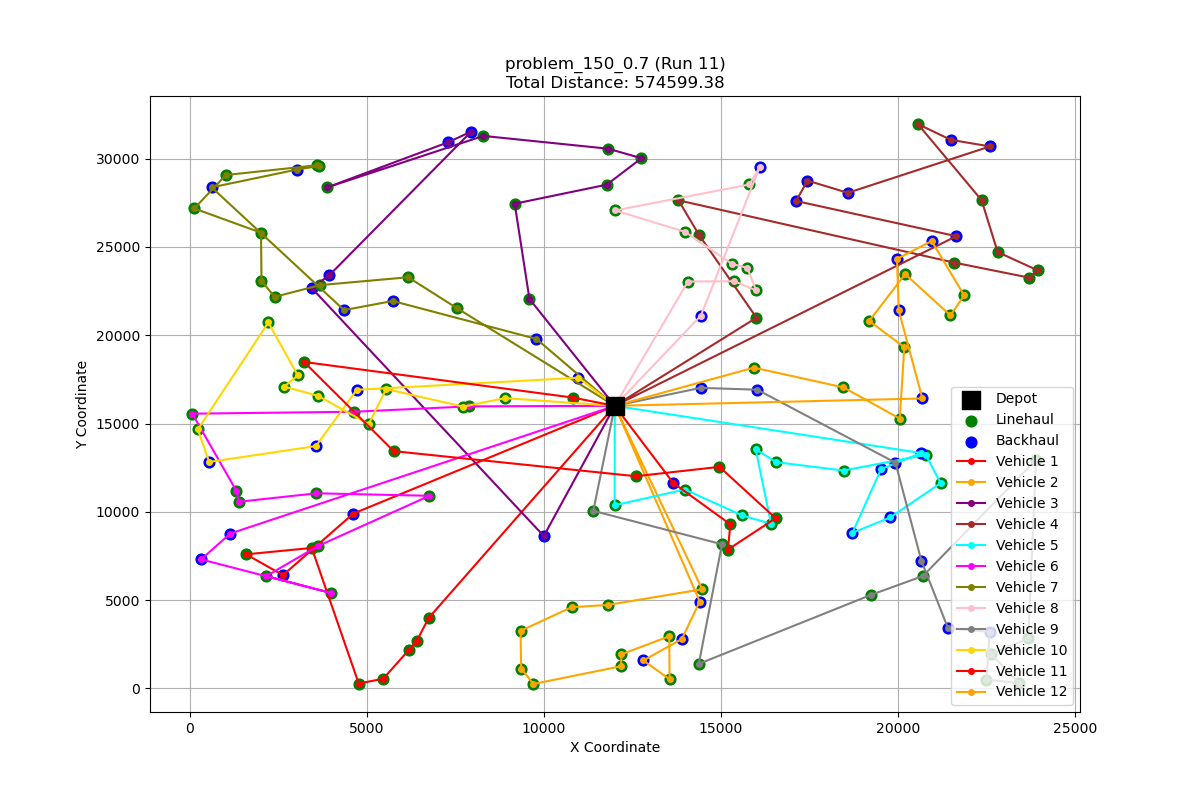 problem_150_0.7 (Run 11)
Total Distance: 574599.38
Y Coordinate
30000
25000
20000
15000
10000
5000
0
0
5000
10000
15000
20000
25000
X Coordinate
Depot
Linehaul
Backhaul
Vehicle 1
Vehicle 2
Vehicle 3
Vehicle 4
Vehicle 5
Vehicle 6
Vehicle 7
Vehicle 8
Vehicle 9
Vehicle 10
Vehicle 11
Vehicle 12